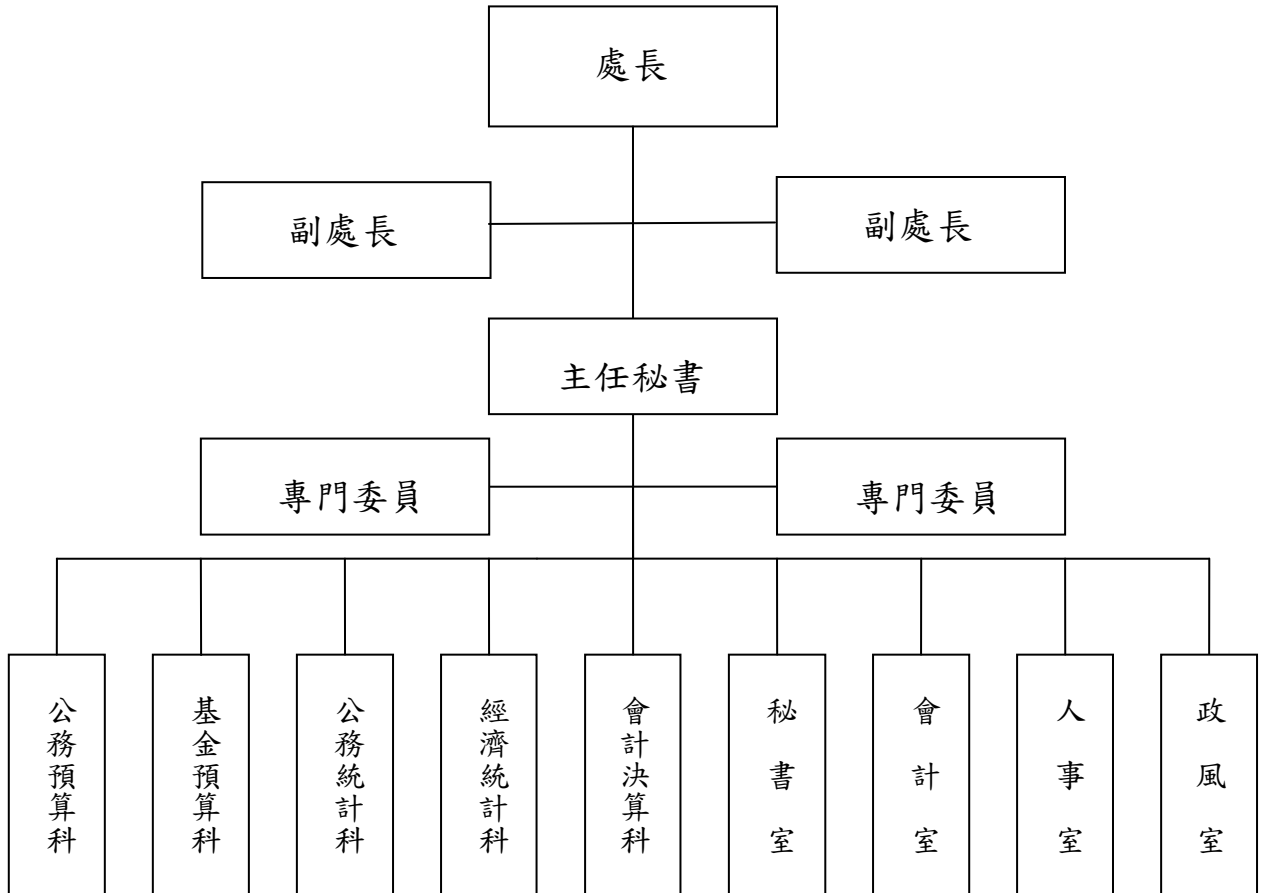 處長
副處長
副處長
主任秘書
專門委員
專門委員
公務預算科
基金預算科
公務統計科
經濟統計科
會計決算科
秘書室
會計室
人事室
政風室